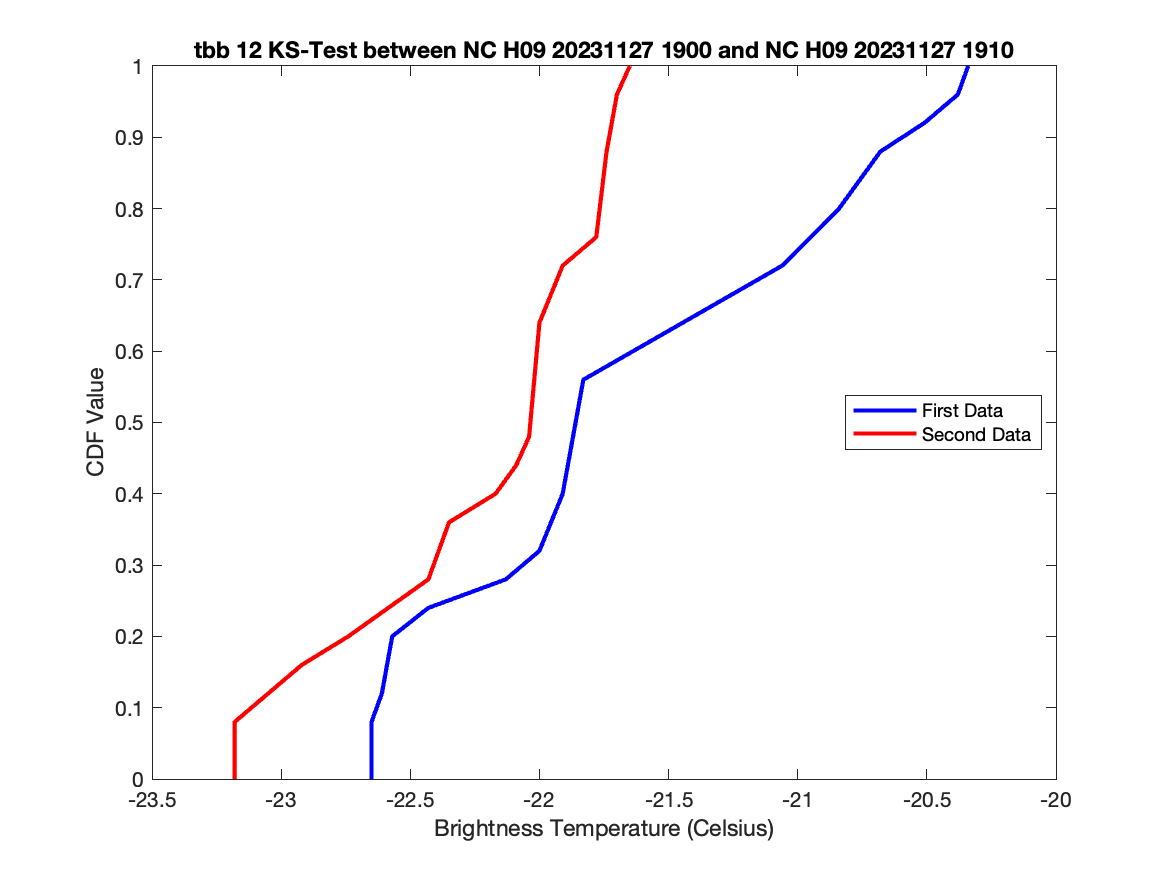 tbb 12 KS-Test between NC H09 20231127 1900 and NC H09 20231127 1910
1
0.9
0.8
0.7
0.6
0.5
0.4
0.3
0.2
0.1
0
CDF Value
First Data
Second Data
-23.5 -23 -22.5 -22 -21.5 -21 -20.5 -20
Brightness Temperature (Celsius)